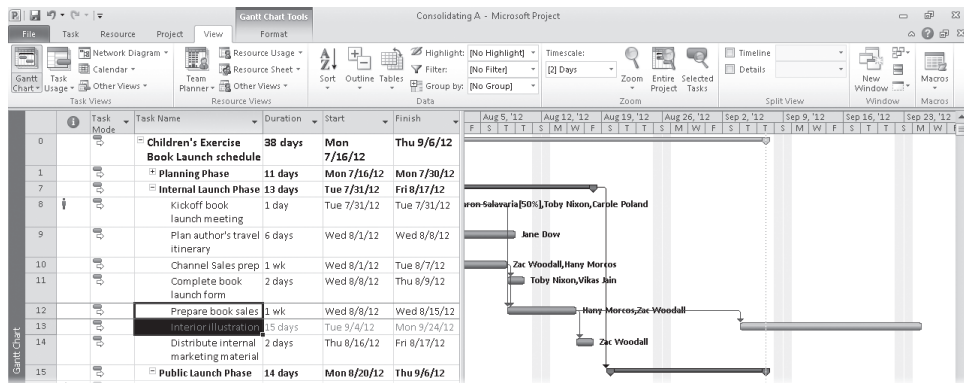 Gantt Chart Tools
Consolidating A - Microsoft Project
File Task Resource Project View Format
Gantt Chart
Task Usage
Network Diagram
Calendar
Other Views
Task Views
Team Planner
Resource Usage
Resource Sheet
Other Views
Resource Views
Sort
Outline
Tables
Highlight: [No Highlight]
Filter: [No Filter]
Group by: [No Group]
Data
Timescale:
[2] Days
Zoom
Entire Project
Selected Tasks
Zoom
Timeline
Details
Split View
New Window
Window
Macros
Macros
Task Mode Task Name Duration Start Finish
Aug 5, '12 Aug 12, '12 Aug 19, '12 Aug 26, '12 Sep 2, '12 Sep 9, '12 Sep 16, '12 Sep 23, '12
F S T T S M W F S T T S M W F S T T S M W F S T T S M W F
0 Children's Exercise Book Launch schedule 38 days Mon 7/16/12 Thu 9/6/12
1 Planning Phase 11 days Mon 7/16/12 Mon 7/30/12
7 Internal Launch Phase 13 days Tue 7/31/12 Fri 8/17/12
8 Kickoff book launch meeting 1 day Tue 7/31/12 Tue 7/31/12
aron Salavaria[50%],Toby Nixon,Carole Poland
9 Plan author's travel itinerary 6 days Wed 8/1/12 Wed 8/8/12
Jane Dow
10 Channel Sales prep 1 wk Wed 8/1/12 Tue 8/7/12
Zac Woodall,Hany Morcos
11 Complete book launch form 2 days Wed 8/8/12 Thu 8/9/12
Toby Nixon,Vikas Jain
12 Prepare book sales 1 wk Wed 8/8/12 Wed 8/15/12
Hany Morcos,Zac Woodall
13 Interior illustration 15 days Tue 9/4/12 Mon 9/24/12
14 Distribute internal marketing material 2 days Thu 8/16/12 Fri 8/17/12
Zac Woodall
15 Public Launch Phase 14 days Mon 8/20/12 Thu 9/6/12
Gantt Chart